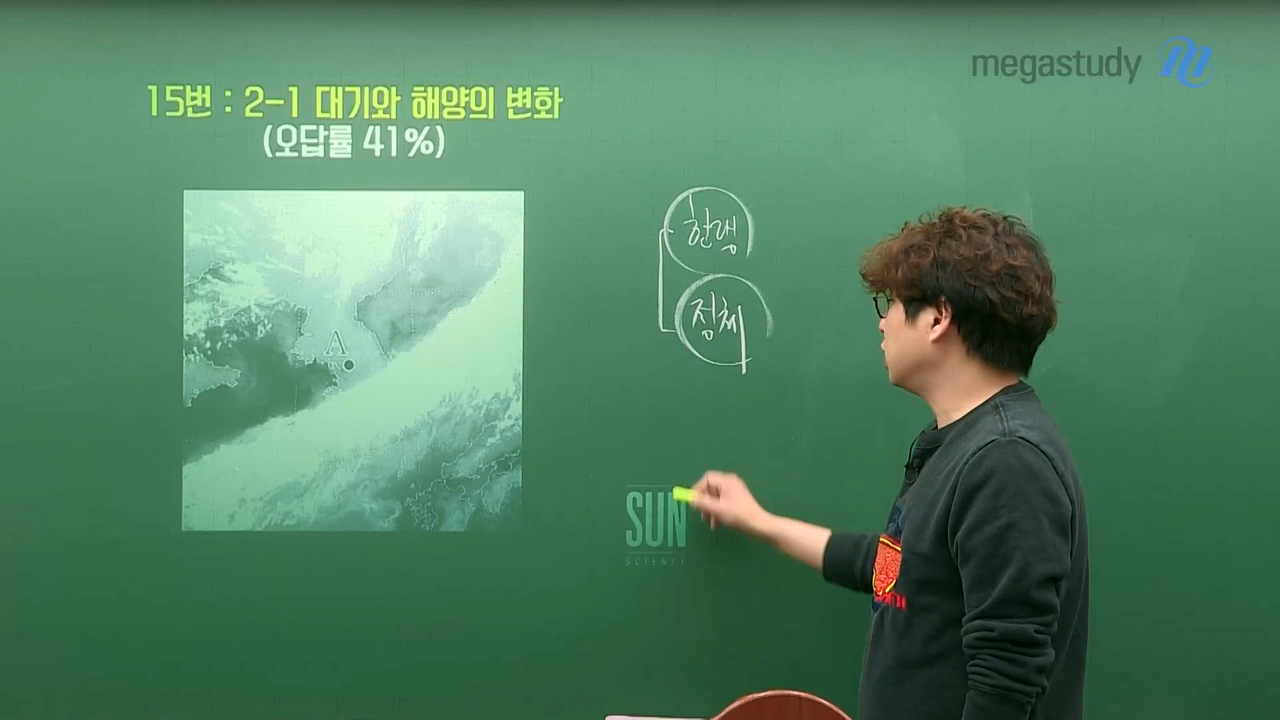 megastudy
15번 : 2-1 대기와 해양의 변화
(오답률 41%)
한랭
정체
A
SUN
SCIENCE